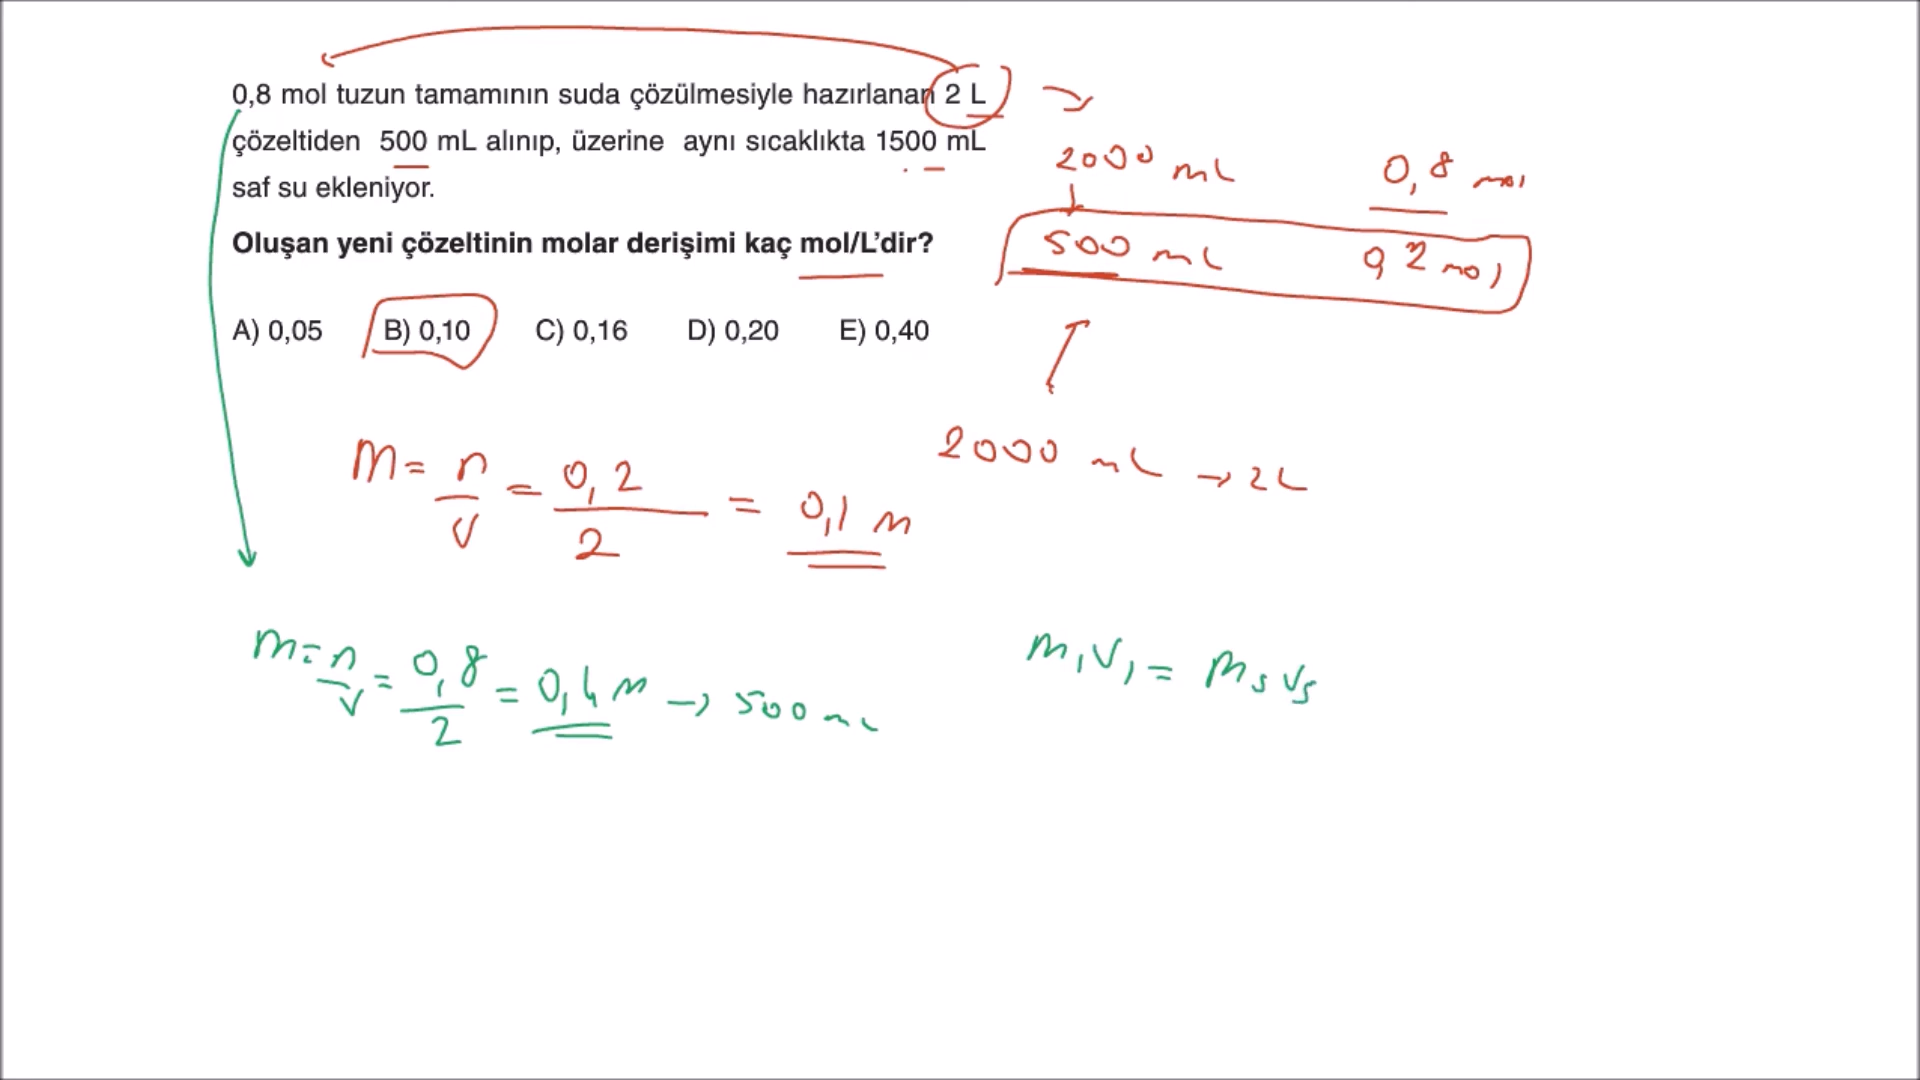 0,8 mol tuzun tamamının suda çözülmesiyle hazırlanan 2 L
çözeltiden 500 mL alınıp, üzerine aynı sıcaklıkta 1500 mL
saf su ekleniyor.
Oluşan yeni çözeltinin molar derişimi kaç mol/L'dir?
A) 0,05 B) 0,10 C) 0,16 D) 0,20 E) 0,40
2000 mL 0,8 mol
500 mL 0,2 mol
2000 mL → 2L
M = n/V = 0,2/2 = 0,1 M
M = n/V = 0,8/2 = 0,4 M → 500 mL
M₁V₁ = MₛVₛ